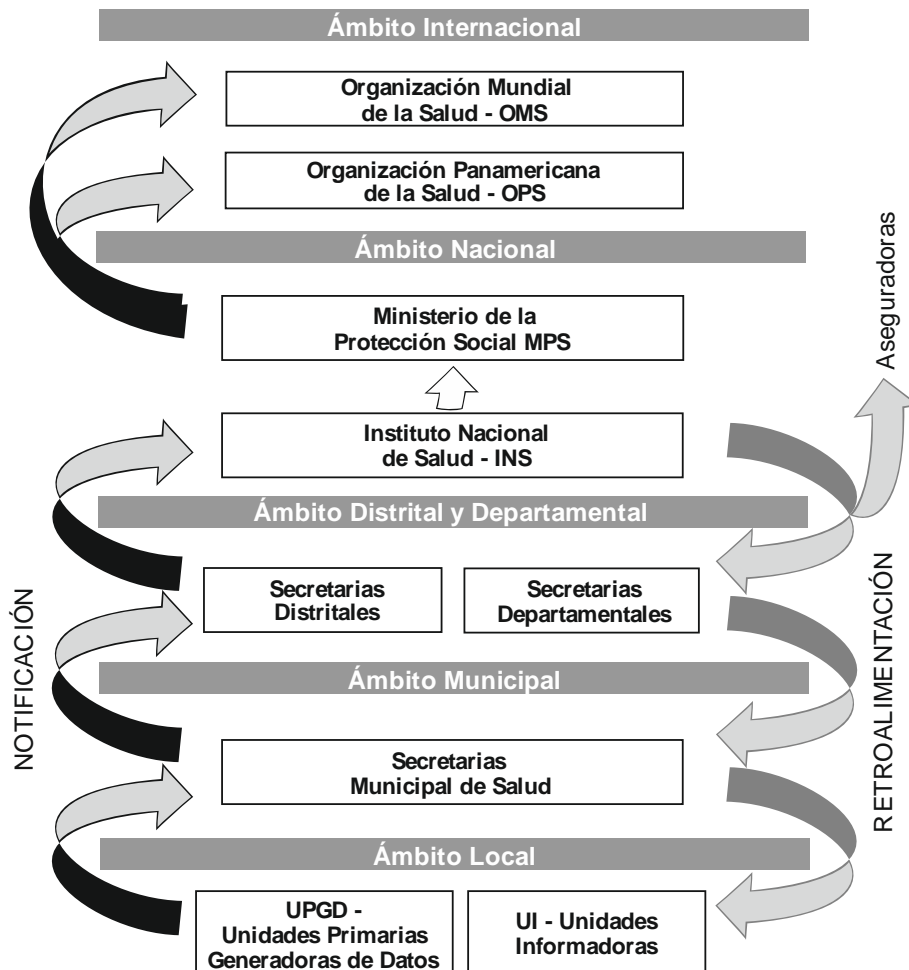 Ámbito Internacional
Organización Mundial
de la Salud - OMS
Organización Panamericana
de la Salud - OPS
Ámbito Nacional
Ministerio de la
Protección Social MPS
Aseguradoras
Instituto Nacional
de Salud - INS
Ámbito Distrital y Departamental
Secretarias
Distritales
Secretarias
Departamentales
NOTIFICACIÓN
RETROALIMENTACIÓN
Ámbito Municipal
Secretarias
Municipal de Salud
Ámbito Local
UPGD -
Unidades Primarias
Generadoras de Datos
UI - Unidades
Informadoras